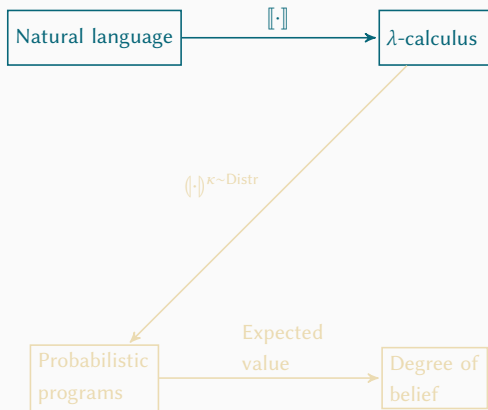 ⟦·⟧
Natural language
λ-calculus
⦇·⦈κ∼Distr
Expected
value
Probabilistic
programs
Degree of
belief